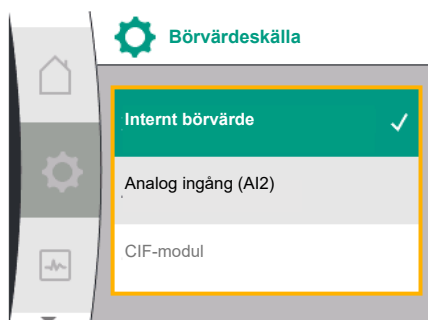 Börvärdeskälla
Internt börvärde
Analog ingång (AI2)
CIF-modul